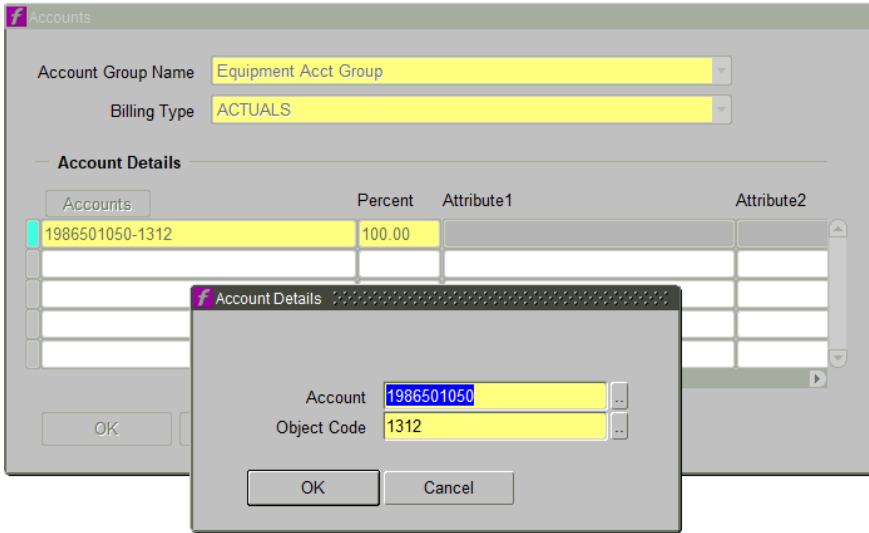 Accounts
Account Group Name Equipment Acct Group
Billing Type ACTUALS
Account Details
Accounts Percent Attribute1 Attribute2
1986501050-1312 100.00
Account Details
Account 1986501050 ..
Object Code 1312 ..
OK
OK Cancel